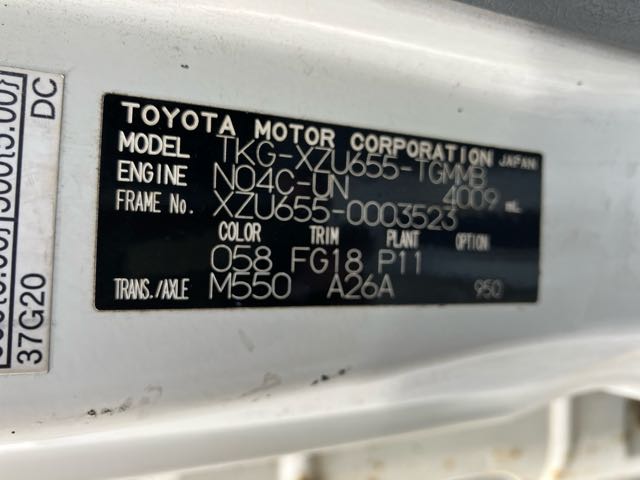 TOYOTA MOTOR CORPORATION JAPAN
MODEL TKG-XZU655-TGMMB
ENGINE N04C-UN 4009 mL
FRAME No. XZU655-0003523
COLOR TRIM PLANT OPTION
058 FG18 P11
TRANS./AXLE M550 A26A 950
DC
37G20